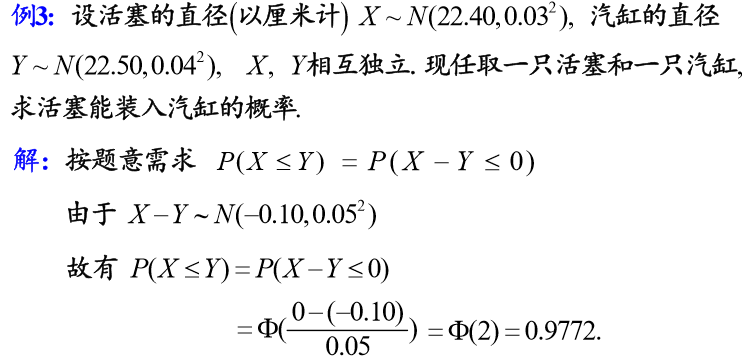 例3: 设活塞的直径(以厘米计) X ~ N(22.40, 0.03²), 汽缸的直径
Y ~ N(22.50, 0.04²), X, Y相互独立. 现任取一只活塞和一只汽缸,
求活塞能装入汽缸的概率.
解: 按题意需求 P(X ≤ Y) = P(X − Y ≤ 0)
由于 X − Y ~ N(−0.10, 0.05²)
故有 P(X ≤ Y) = P(X − Y ≤ 0)
= Φ((0 − (−0.10))/0.05) = Φ(2) = 0.9772.